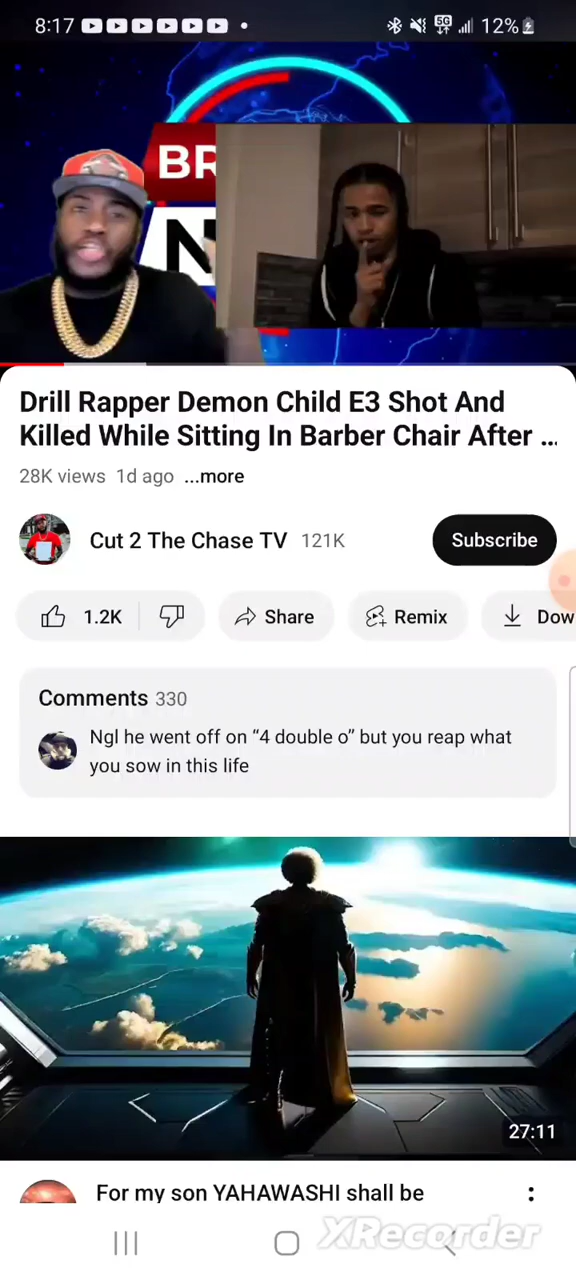 8:17
5G
12%
BR
N
Drill Rapper Demon Child E3 Shot And
Killed While Sitting In Barber Chair After ...
28K views 1d ago ...more
Cut 2 The Chase TV 121K
Subscribe
1.2K
Share
Remix
Dow
Comments 330
Ngl he went off on “4 double o” but you reap what
you sow in this life
27:11
For my son YAHAWASHI shall be
XRecorder